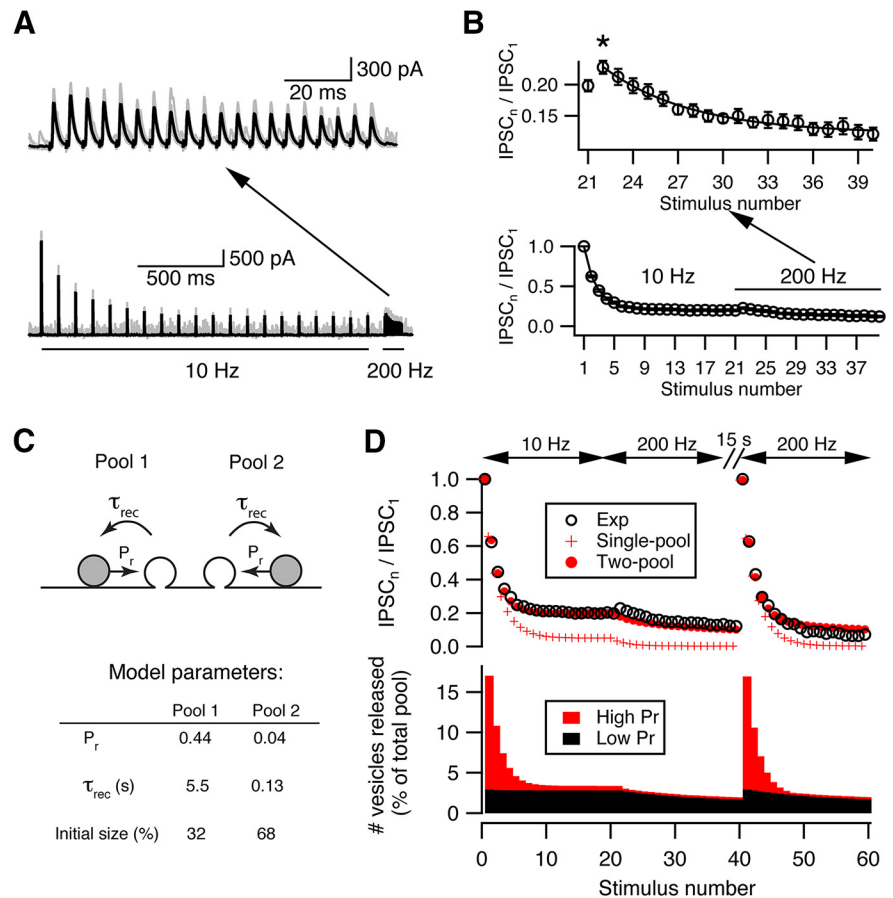 A
300 pA
20 ms
500 pA
500 ms
10 Hz
200 Hz
B
*
IPSCn / IPSC1
0.20
0.15
21 24 27 30 33 36 39
Stimulus number
IPSCn / IPSC1
1.0
0.5
0.0
10 Hz
200 Hz
1 5 9 13 17 21 25 29 33 37
Stimulus number
C
Pool 1 Pool 2
τrec τrec
Pr Pr
Model parameters:
Pool 1 Pool 2
Pr 0.44 0.04
τrec (s) 5.5 0.13
Initial size (%) 32 68
D
10 Hz 200 Hz 15 s 200 Hz
IPSCn / IPSC1
1.0
0.8
0.6
0.4
0.2
0.0
Exp
Single-pool
Two-pool
# vesicles released
(% of total pool)
15
10
5
0
High Pr
Low Pr
0 10 20 30 40 50 60
Stimulus number